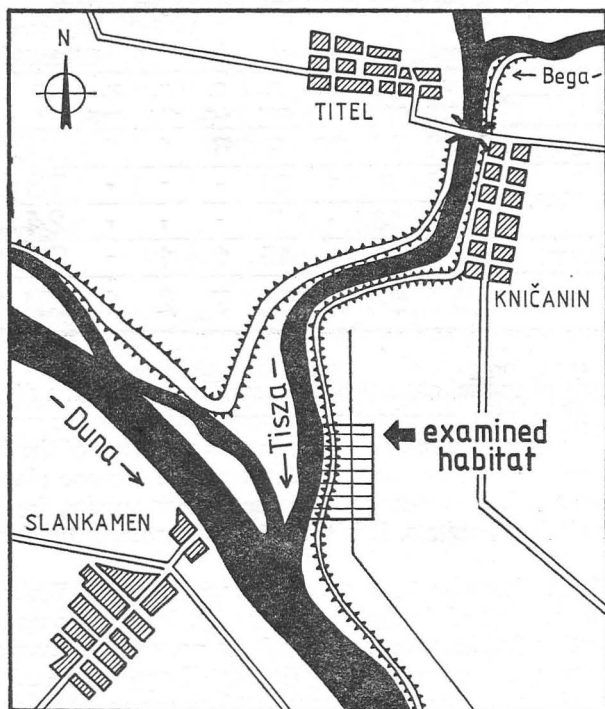 N
TITEL
← Bega -
KNIČANIN
- Duna →
← Tisza -
examined
habitat
SLANKAMEN